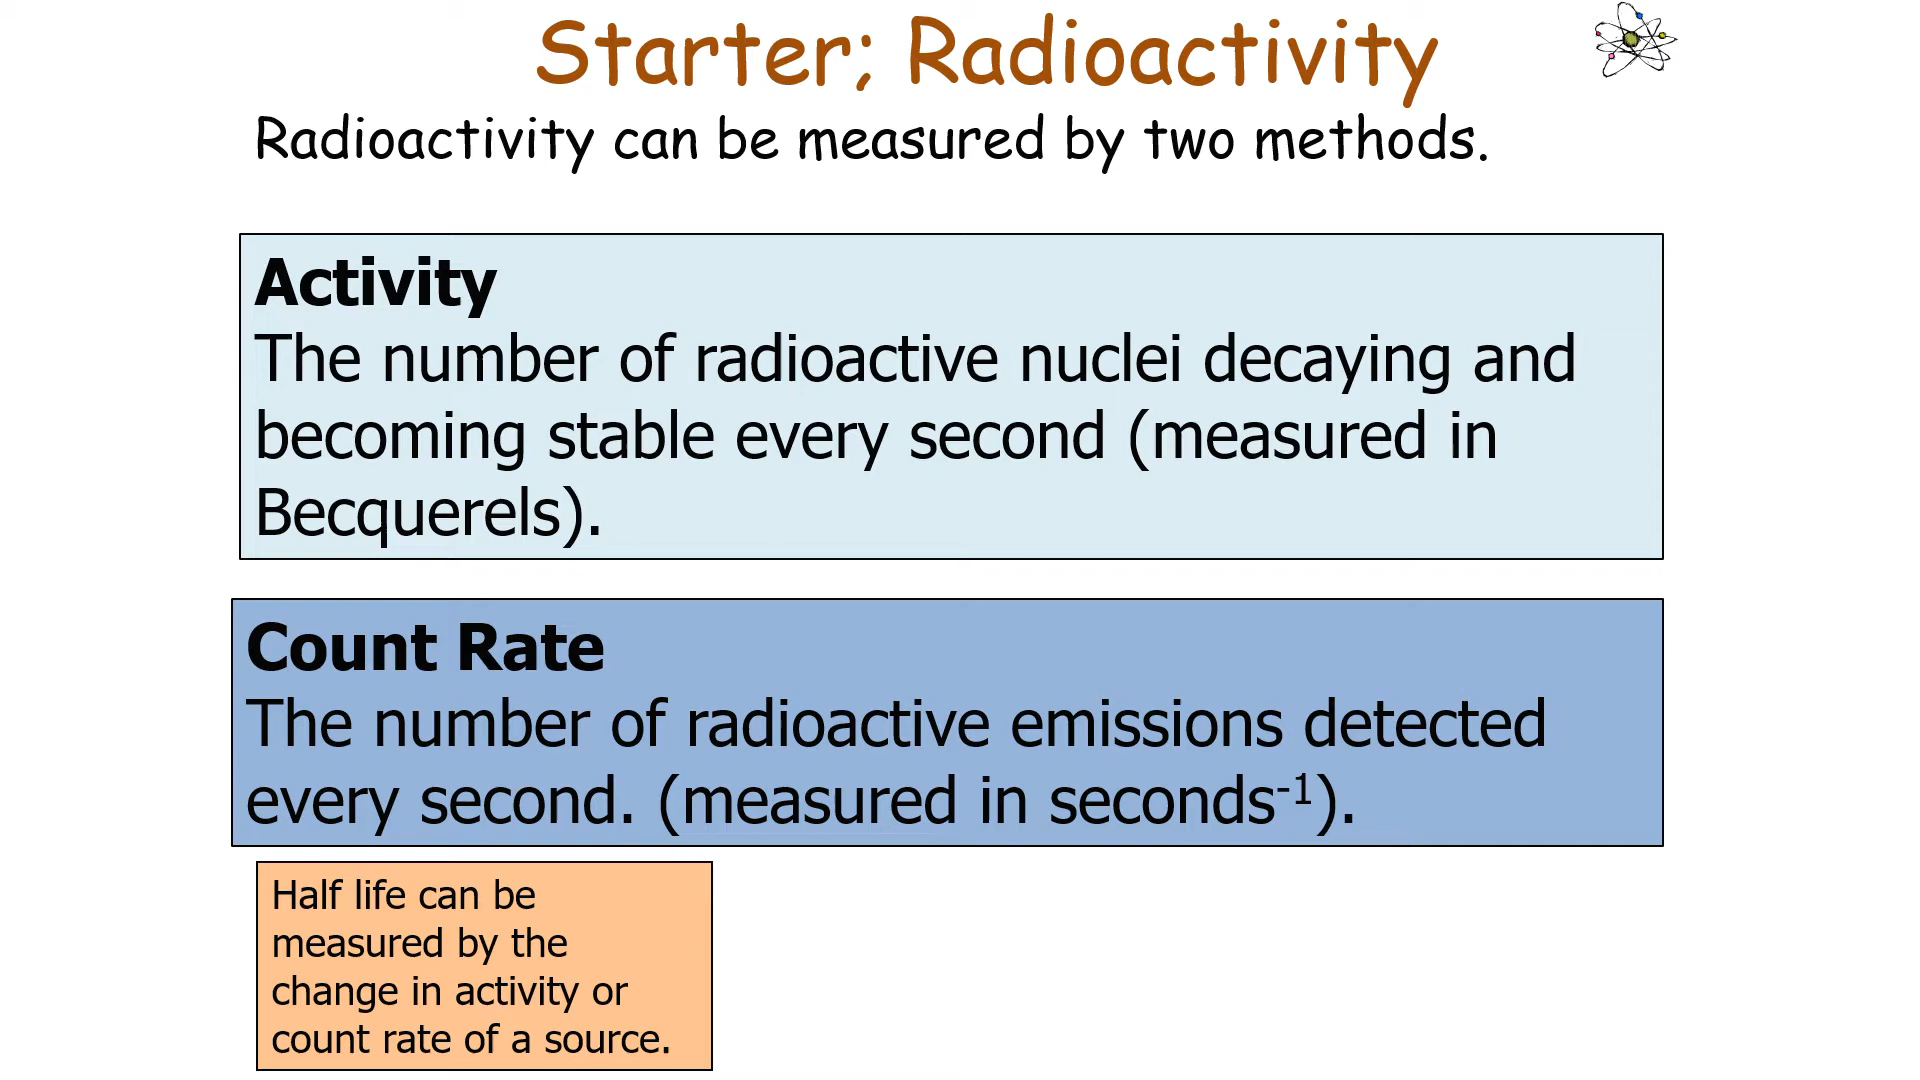 Starter; Radioactivity
Radioactivity can be measured by two methods.
Activity
The number of radioactive nuclei decaying and
becoming stable every second (measured in
Becquerels).
Count Rate
The number of radioactive emissions detected
every second. (measured in seconds⁻¹).
Half life can be
measured by the
change in activity or
count rate of a source.